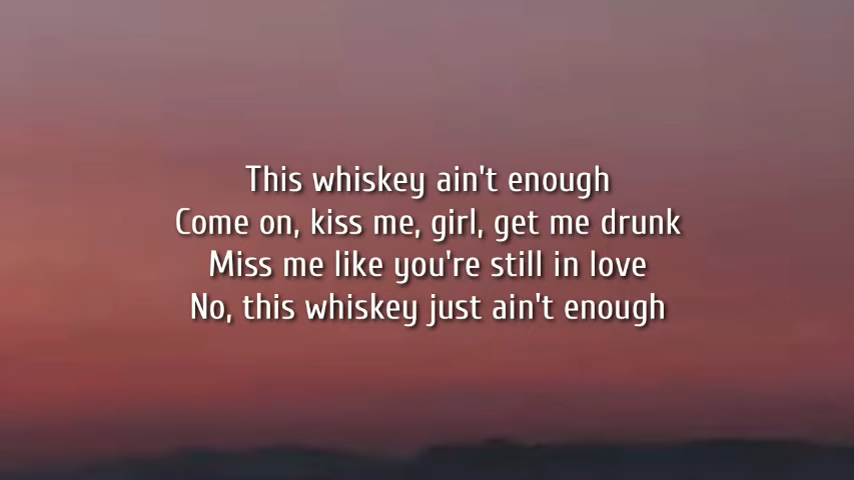 This whiskey ain't enough
Come on, kiss me, girl, get me drunk
Miss me like you're still in love
No, this whiskey just ain't enough